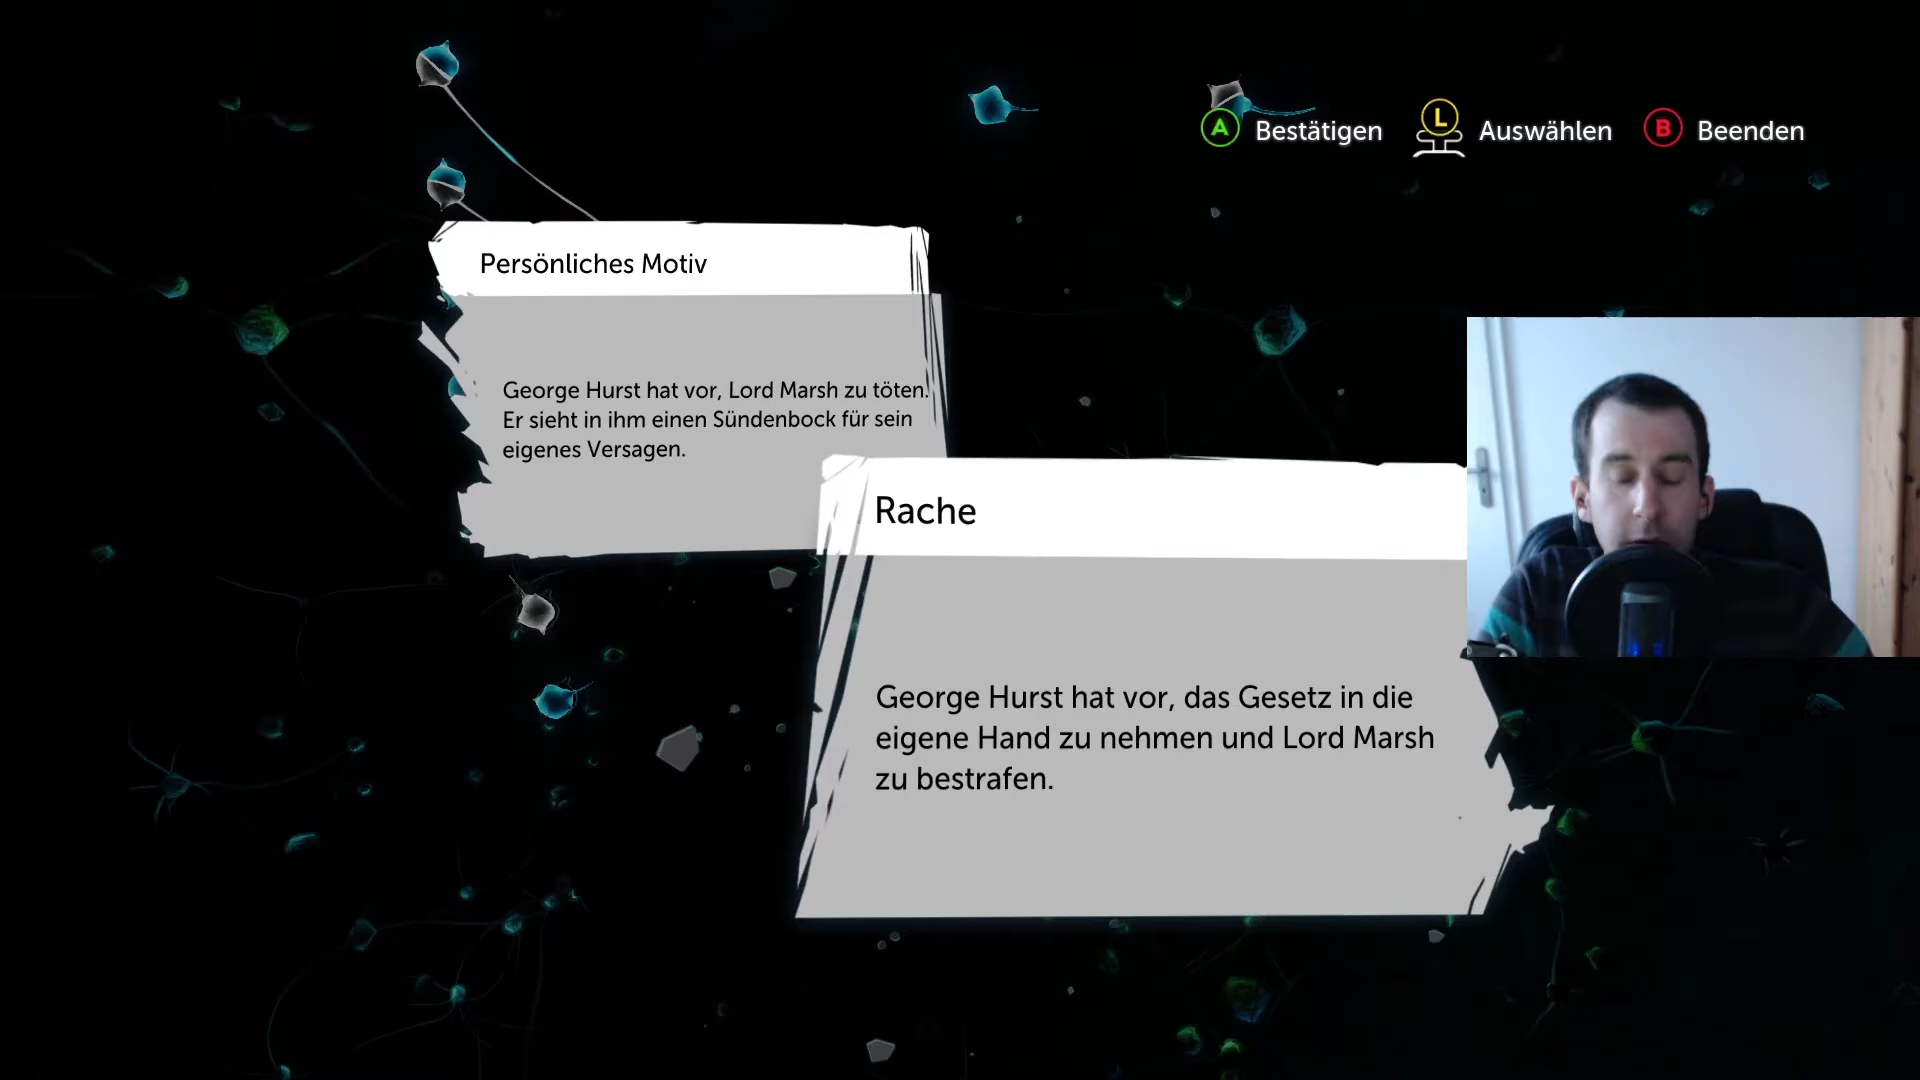 A Bestätigen L Auswählen B Beenden
Persönliches Motiv
George Hurst hat vor, Lord Marsh zu töten.
Er sieht in ihm einen Sündenbock für sein
eigenes Versagen.
Rache
George Hurst hat vor, das Gesetz in die
eigene Hand zu nehmen und Lord Marsh
zu bestrafen.